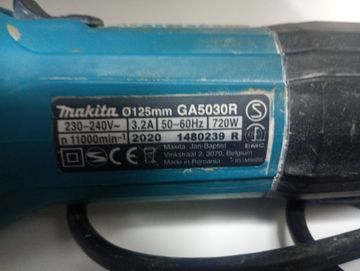 makita Ø125mm GA5030R
230-240V~ 3.2A 50-60Hz 720W
n 11000min⁻¹ 2020 1480239 R
Makita, Jan-Baptist
Vinkstraat 2, 3070, Belgium
Made in Romania
EMC